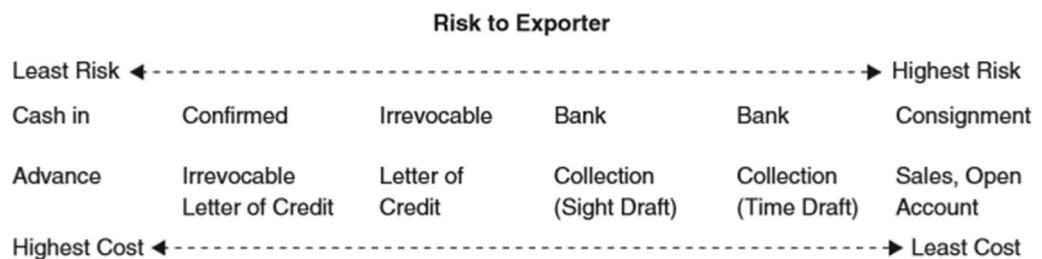 Risk to Exporter
Least Risk Highest Risk
Cash in Confirmed Irrevocable Bank Bank Consignment
Advance Irrevocable Letter of Collection Collection Sales, Open
Letter of Credit Credit (Sight Draft) (Time Draft) Account
Highest Cost Least Cost